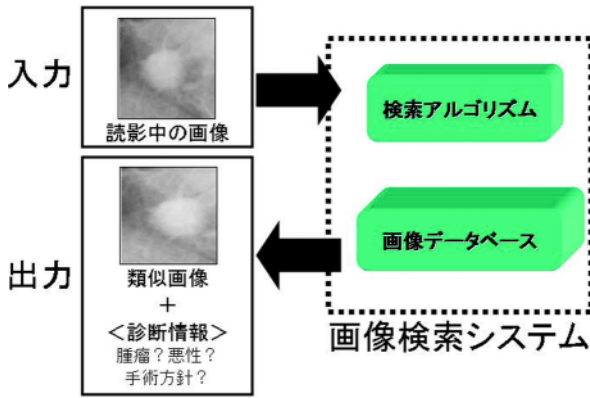 入力
読影中の画像
検索アルゴリズム
画像データベース
画像検索システム
出力
類似画像
+
<診断情報>
腫瘤？悪性？
手術方針？